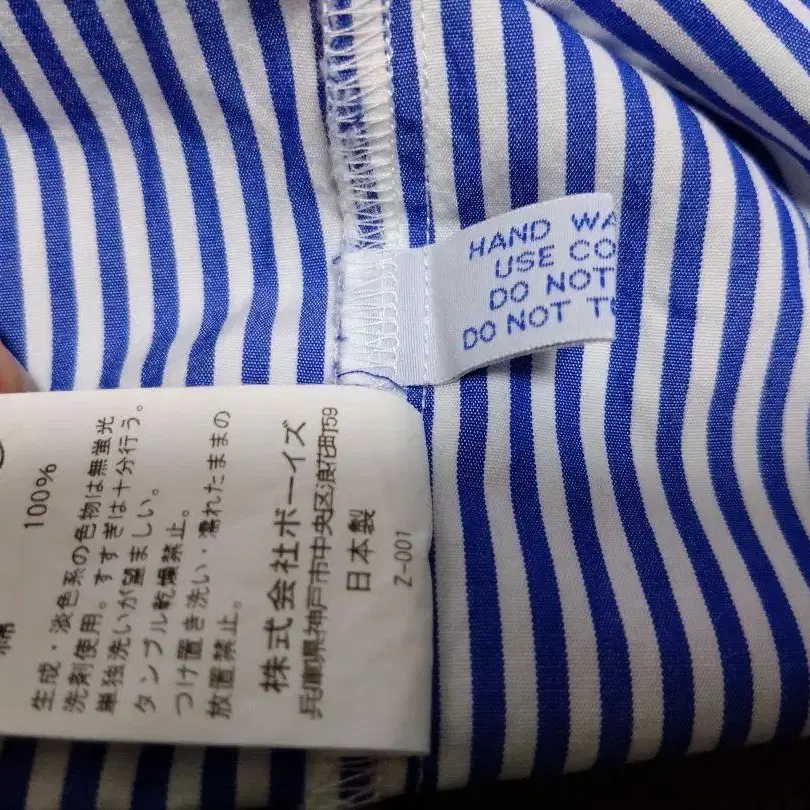 HAND WA
USE CO
DO NOT
DO NOT TU
100%
生成・淡色系の色物は無蛍光
洗剤使用。すすぎは十分行う。
単独洗いが望ましい。
タンブル乾燥禁止。
つけ置き洗い・濡れたままの
放置禁止。
株式会社ボーイズ
兵庫県神戸市中央区浪花町59
日本製
Z-001